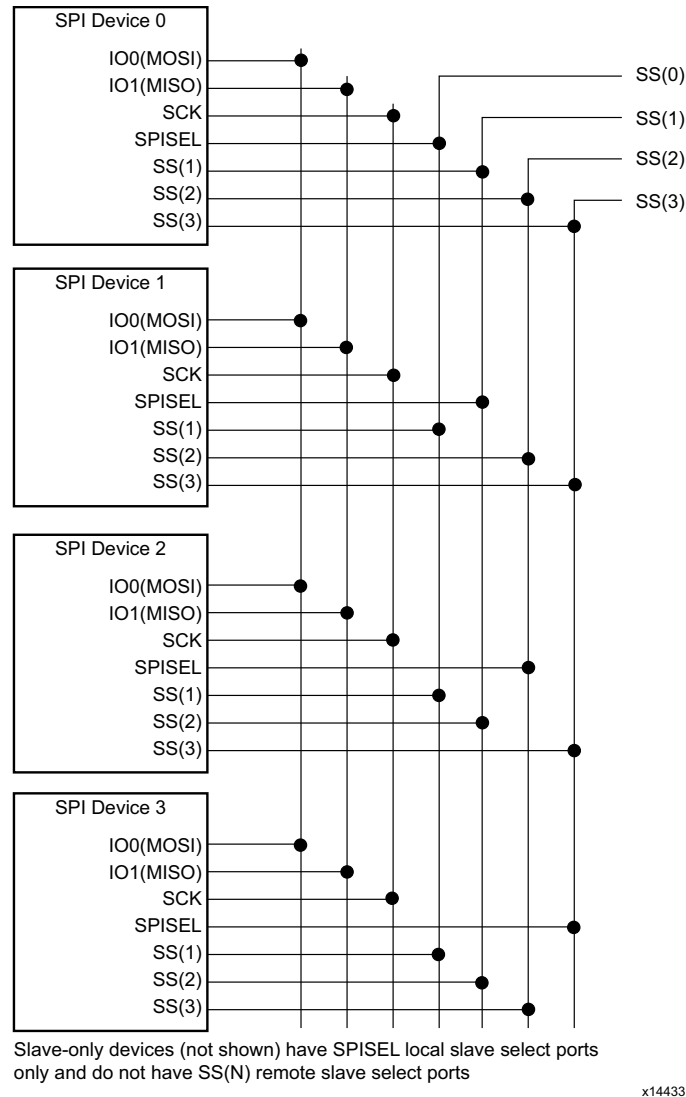 SPI Device 0
IO0(MOSI)
IO1(MISO)
SCK
SPISEL
SS(1)
SS(2)
SS(3)
SS(0)
SS(1)
SS(2)
SS(3)
SPI Device 1
IO0(MOSI)
IO1(MISO)
SCK
SPISEL
SS(1)
SS(2)
SS(3)
SPI Device 2
IO0(MOSI)
IO1(MISO)
SCK
SPISEL
SS(1)
SS(2)
SS(3)
SPI Device 3
IO0(MOSI)
IO1(MISO)
SCK
SPISEL
SS(1)
SS(2)
SS(3)
Slave-only devices (not shown) have SPISEL local slave select ports
only and do not have SS(N) remote slave select ports
x14433